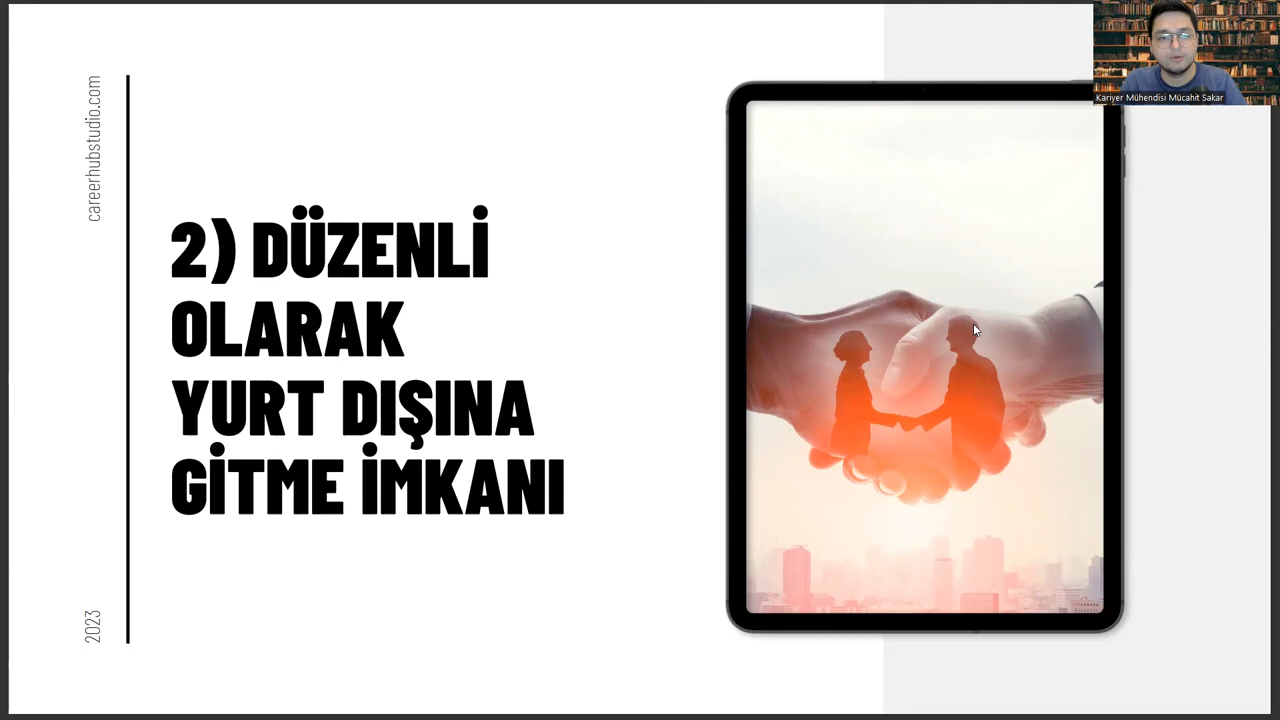 careerhubstudio.com
2) DÜZENLİ
OLARAK
YURT DIŞINA
GİTME İMKANI
2023
Kariyer Mühendisi Mücahit Sakar